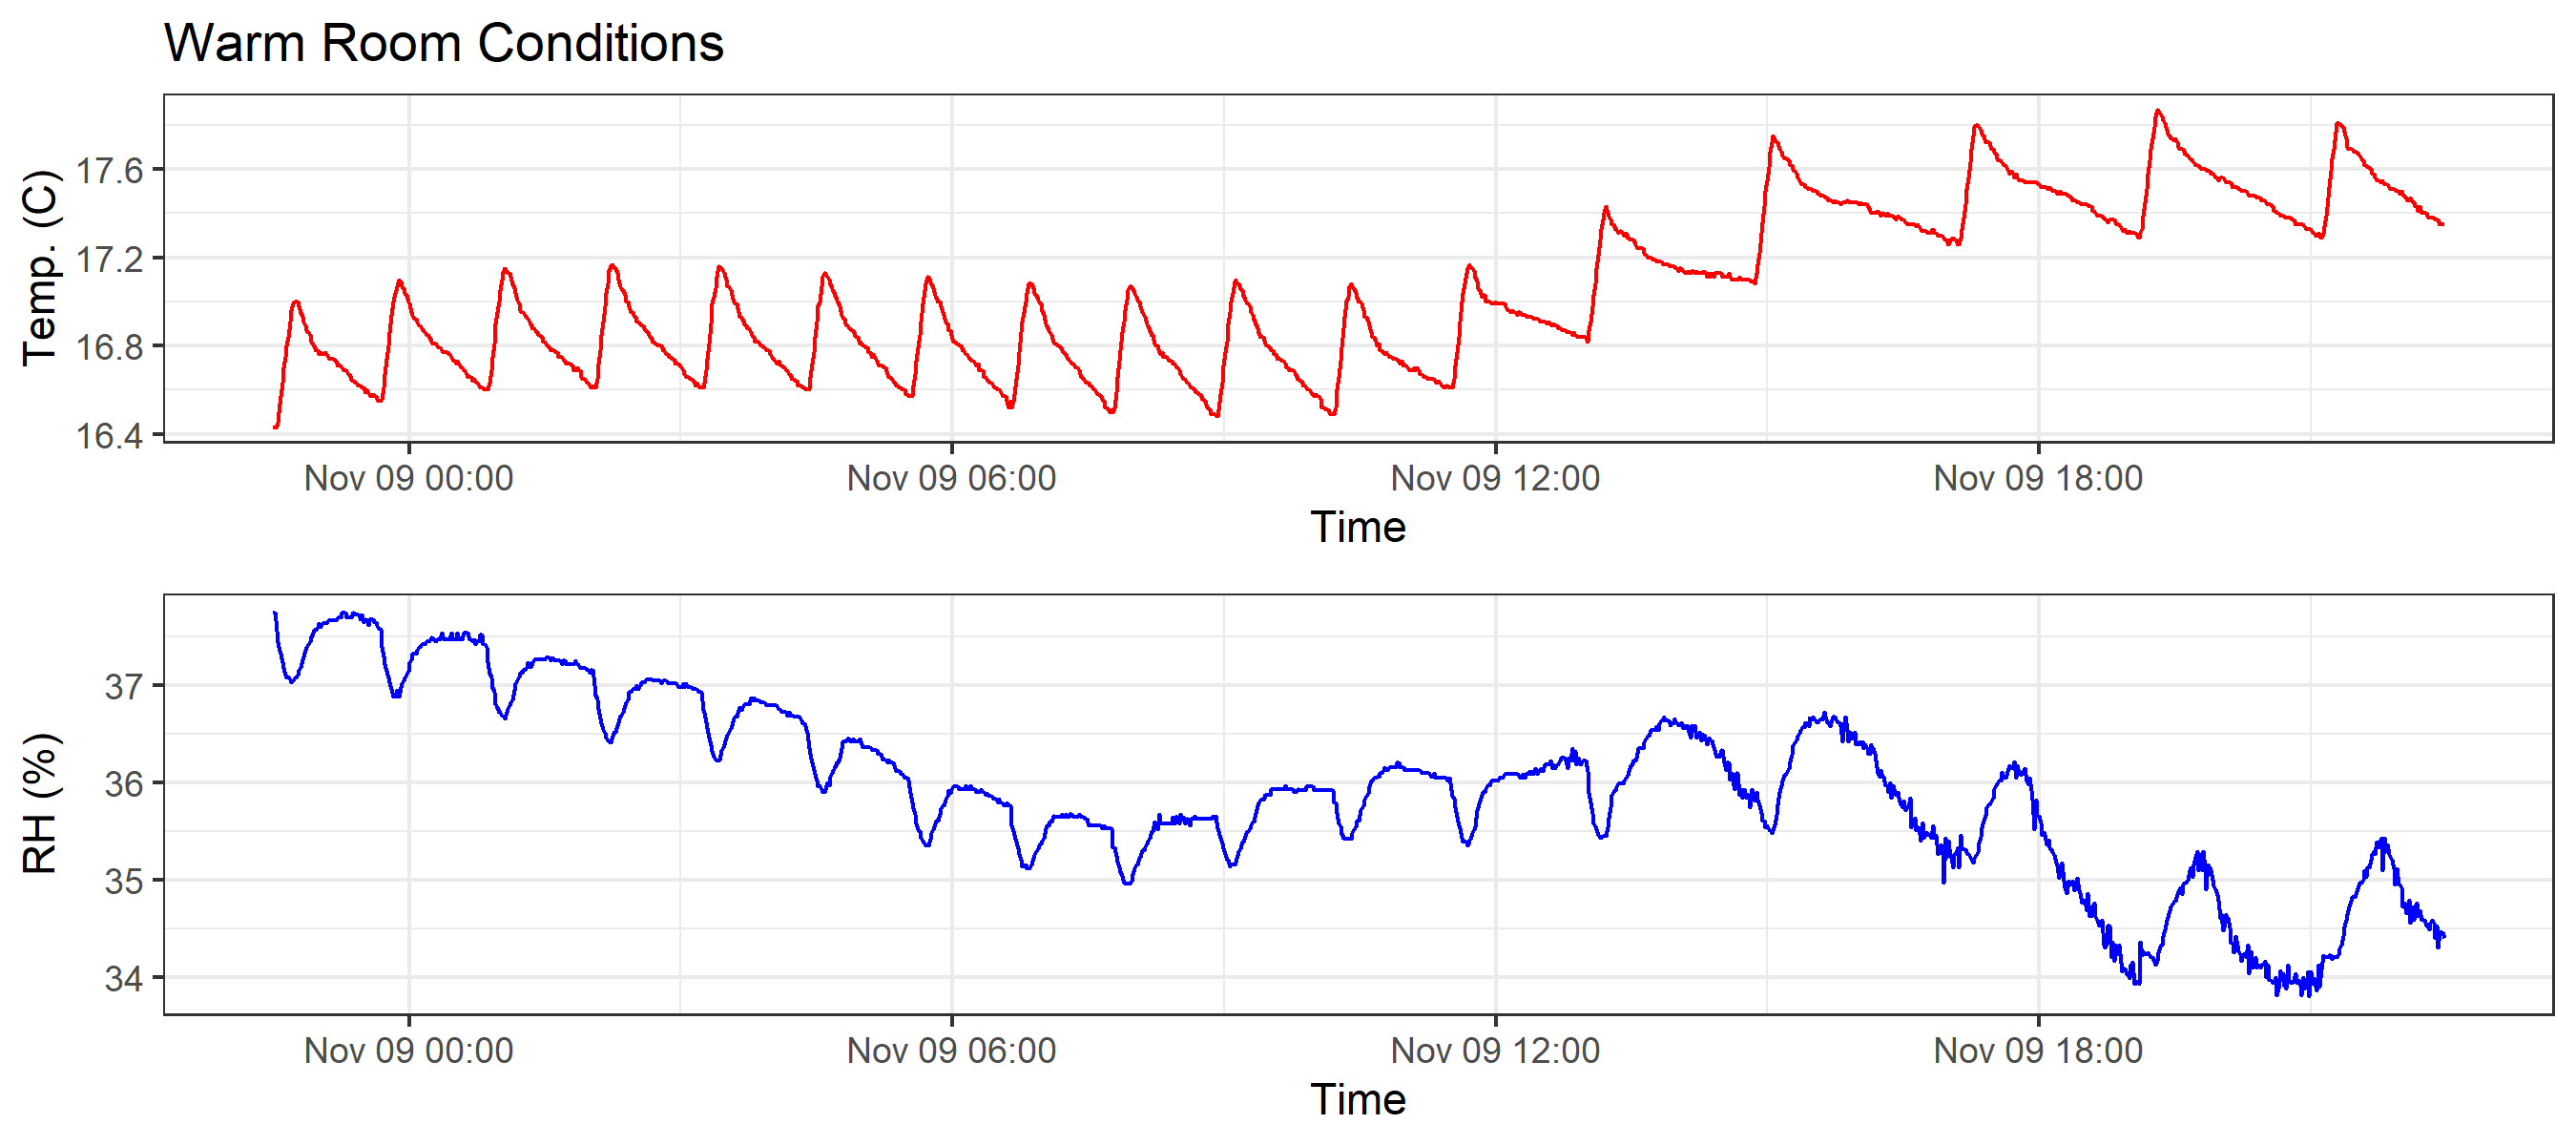 Warm Room Conditions
Temp. (C)
17.6
17.2
16.8
16.4
Nov 09 00:00 Nov 09 06:00 Nov 09 12:00 Nov 09 18:00
Time
RH (%)
37
36
35
34
Nov 09 00:00 Nov 09 06:00 Nov 09 12:00 Nov 09 18:00
Time